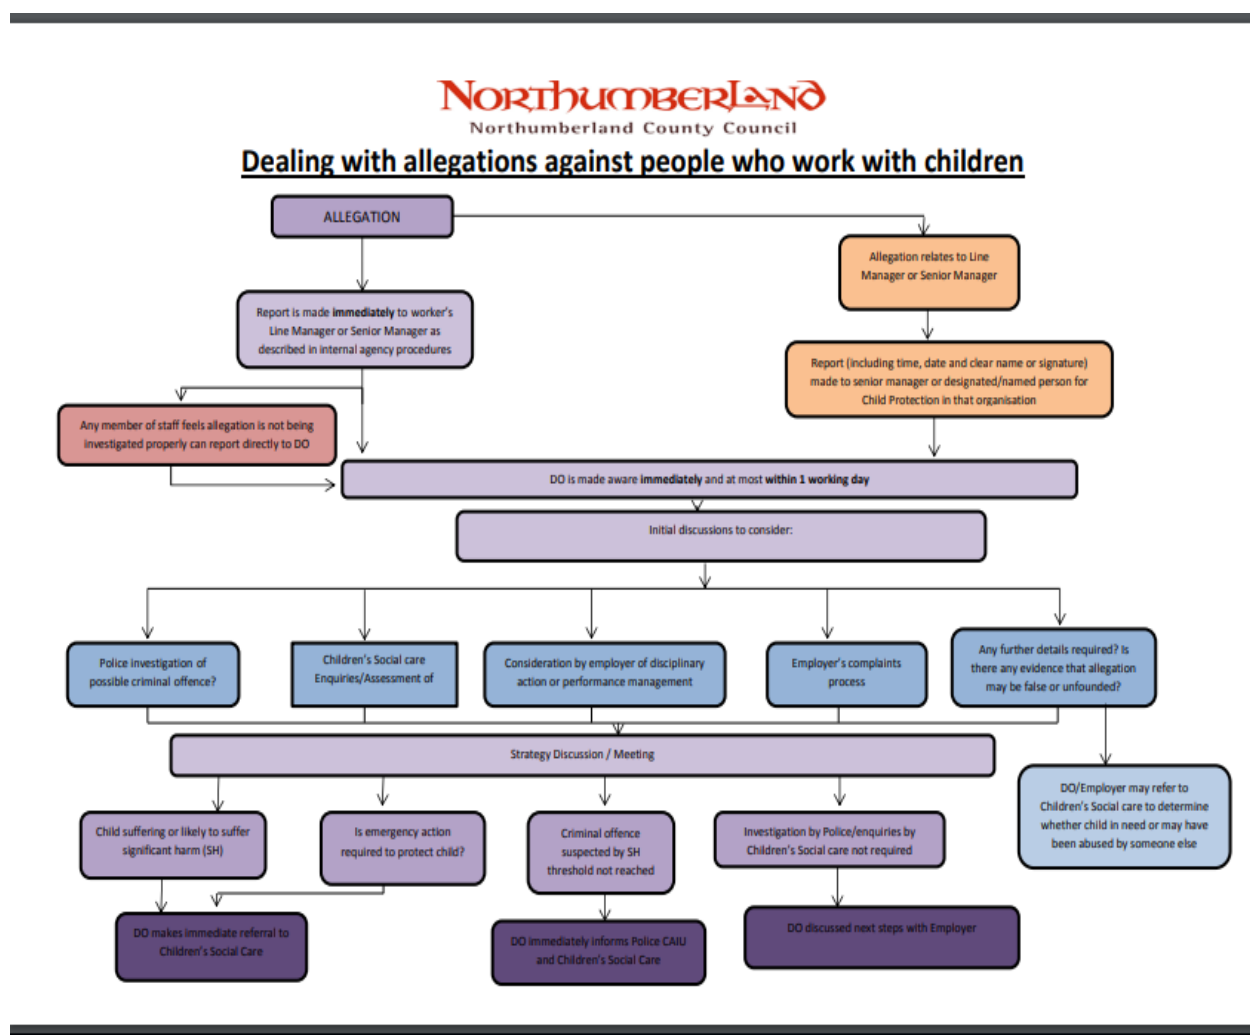 NORTHUMBERLAND
Northumberland County Council
Dealing with allegations against people who work with children
ALLEGATION
Allegation relates to Line
Manager or Senior Manager
Report is made immediately to worker's
Line Manager or Senior Manager as
described in internal agency procedures
Report (including time, date and clear name or signature)
made to senior manager or designated/named person for
Child Protection in that organisation
Any member of staff feels allegation is not being
investigated properly can report directly to DO
DO is made aware immediately and at most within 1 working day
Initial discussions to consider:
Police investigation of
possible criminal offence?
Children's Social care
Enquiries/Assessment of
Consideration by employer of disciplinary
action or performance management
Employer's complaints
process
Any further details required? Is
there any evidence that allegation
may be false or unfounded?
Strategy Discussion / Meeting
DO/Employer may refer to
Children's Social care to determine
whether child in need or may have
been abused by someone else
Child suffering or likely to suffer
significant harm (SH)
Is emergency action
required to protect child?
Criminal offence
suspected by SH
threshold not reached
Investigation by Police/enquiries by
Children's Social care not required
DO makes immediate referral to
Children's Social Care
DO immediately informs Police CAIU
and Children's Social Care
DO discussed next steps with Employer